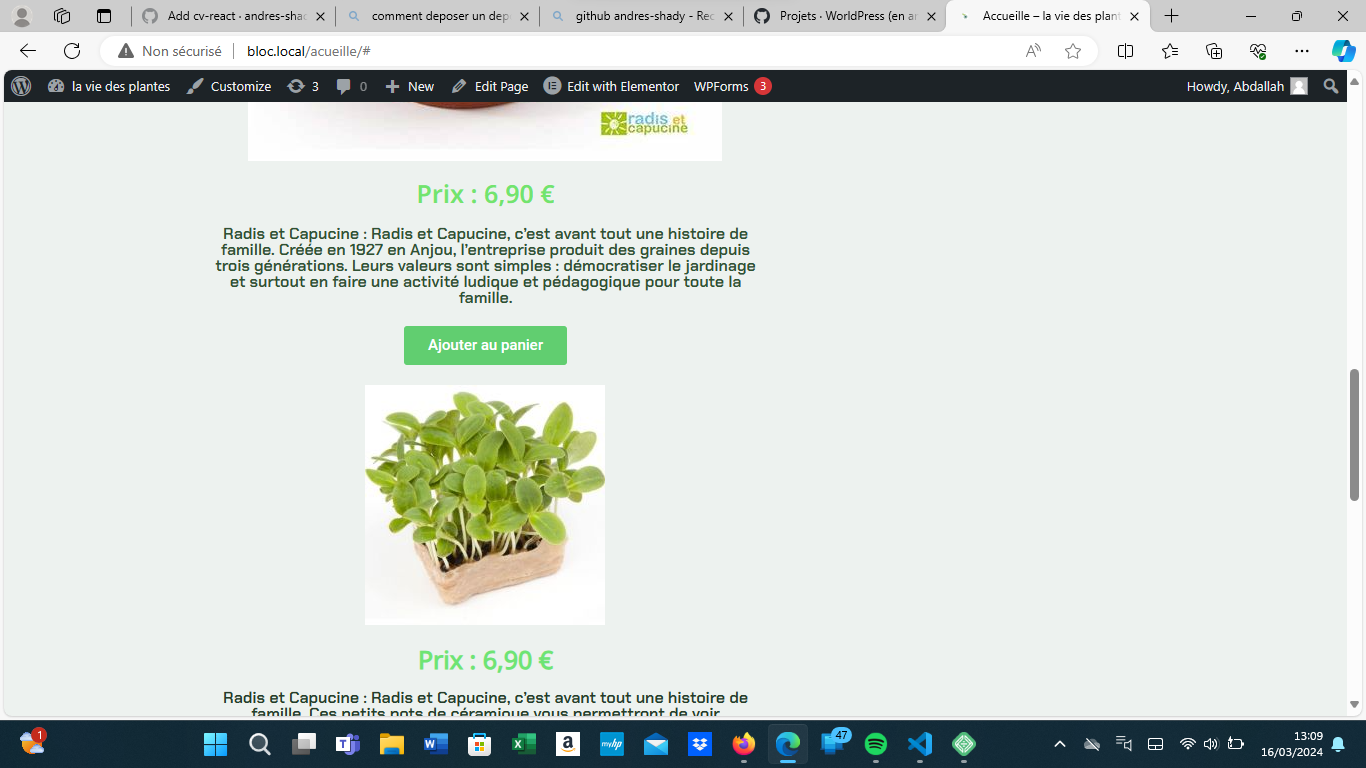 Add cv-react · andres-shac
comment deposer un depo
github andres-shady - Rec
Projets · WorldPress (en ar
Accueille – la vie des plant
Non sécurisé
bloc.local/acueille/#
la vie des plantes
Customize
3
0
New
Edit Page
Edit with Elementor
WPForms 3
Howdy, Abdallah
radis et
capucine
Prix : 6,90 €
Radis et Capucine : Radis et Capucine, c'est avant tout une histoire de
famille. Créée en 1927 en Anjou, l'entreprise produit des graines depuis
trois générations. Leurs valeurs sont simples : démocratiser le jardinage
et surtout en faire une activité ludique et pédagogique pour toute la
famille.
Ajouter au panier
Prix : 6,90 €
Radis et Capucine : Radis et Capucine, c'est avant tout une histoire de
famille. Ces petits pots de céramique vous permettront de voir
1
a
myhp
47
13:09
16/03/2024